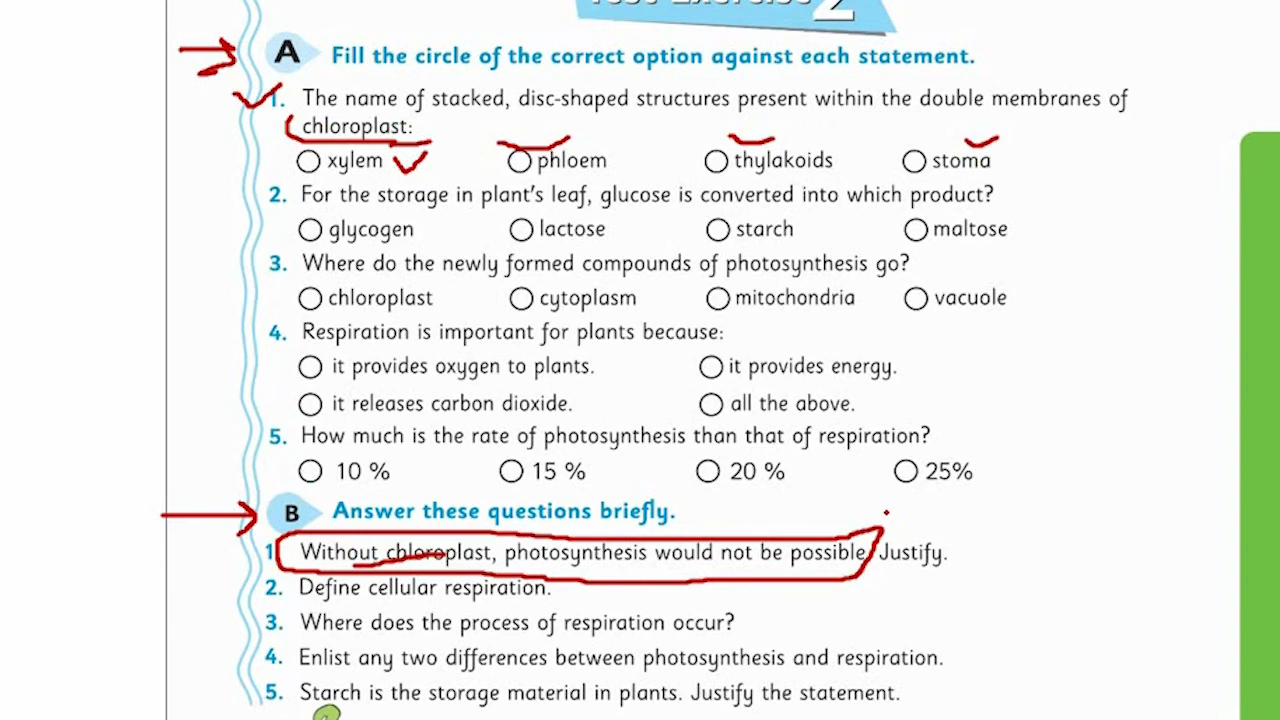 Test Exercise 2
A Fill the circle of the correct option against each statement.
1. The name of stacked, disc-shaped structures present within the double membranes of
chloroplast:
xylem phloem thylakoids stoma
2. For the storage in plant's leaf, glucose is converted into which product?
glycogen lactose starch maltose
3. Where do the newly formed compounds of photosynthesis go?
chloroplast cytoplasm mitochondria vacuole
4. Respiration is important for plants because:
it provides oxygen to plants. it provides energy.
it releases carbon dioxide. all the above.
5. How much is the rate of photosynthesis than that of respiration?
10 % 15 % 20 % 25%
B Answer these questions briefly.
1 Without chloroplast, photosynthesis would not be possible. Justify.
2. Define cellular respiration.
3. Where does the process of respiration occur?
4. Enlist any two differences between photosynthesis and respiration.
5. Starch is the storage material in plants. Justify the statement.